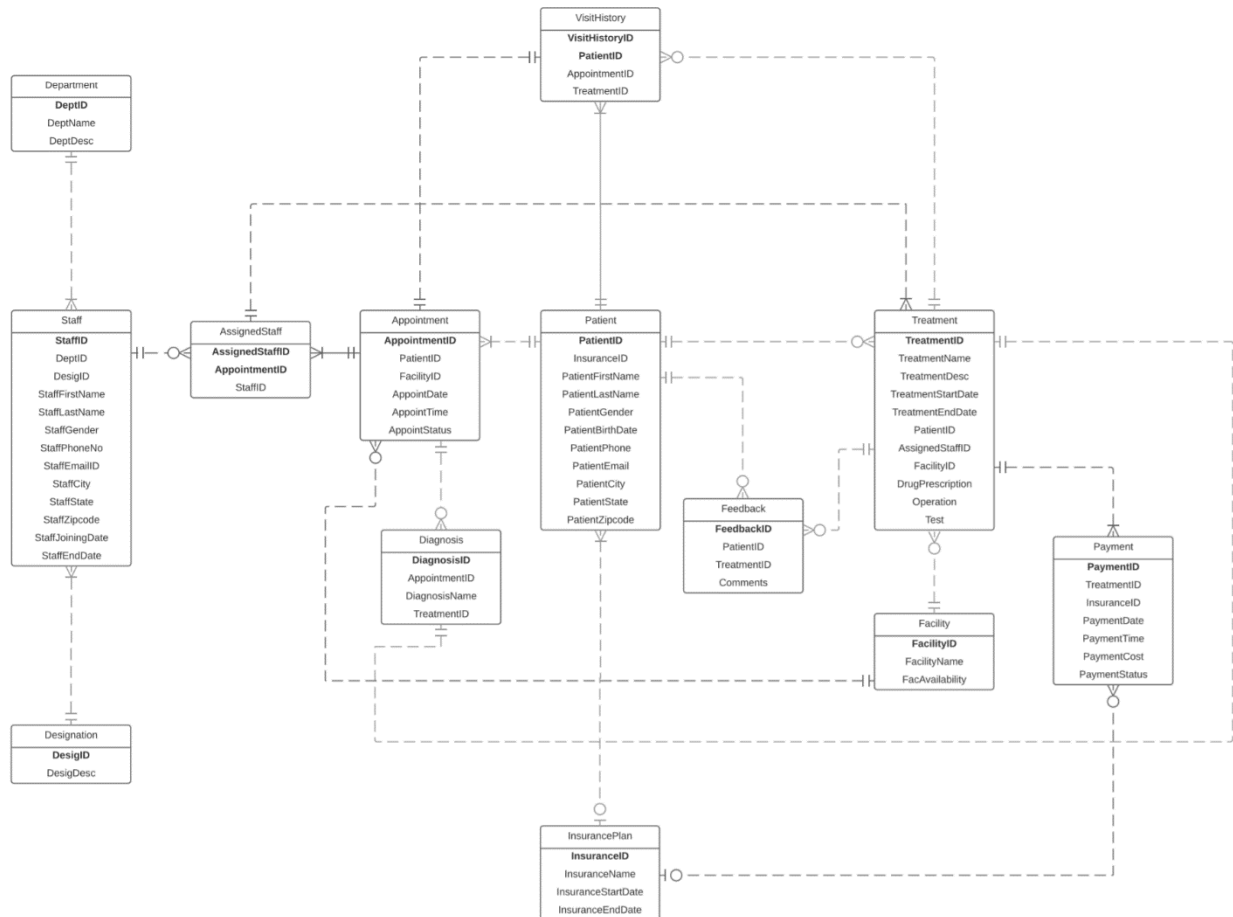 VisitHistory
VisitHistoryID
PatientID
AppointmentID
TreatmentID
Department
DeptID
DeptName
DeptDesc
Staff
StaffID
DeptID
DesigID
StaffFirstName
StaffLastName
StaffGender
StaffPhoneNo
StaffEmailID
StaffCity
StaffState
StaffZipcode
StaffJoiningDate
StaffEndDate
AssignedStaff
AssignedStaffID
AppointmentID
StaffID
Appointment
AppointmentID
PatientID
FacilityID
AppointDate
AppointTime
AppointStatus
Patient
PatientID
InsuranceID
PatientFirstName
PatientLastName
PatientGender
PatientBirthDate
PatientPhone
PatientEmail
PatientCity
PatientState
PatientZipcode
Treatment
TreatmentID
TreatmentName
TreatmentDesc
TreatmentStartDate
TreatmentEndDate
PatientID
AssignedStaffID
FacilityID
DrugPrescription
Operation
Test
Diagnosis
DiagnosisID
AppointmentID
DiagnosisName
TreatmentID
Feedback
FeedbackID
PatientID
TreatmentID
Comments
Payment
PaymentID
TreatmentID
InsuranceID
PaymentDate
PaymentTime
PaymentCost
PaymentStatus
Facility
FacilityID
FacilityName
FacAvailability
Designation
DesigID
DesigDesc
InsurancePlan
InsuranceID
InsuranceName
InsuranceStartDate
InsuranceEndDate